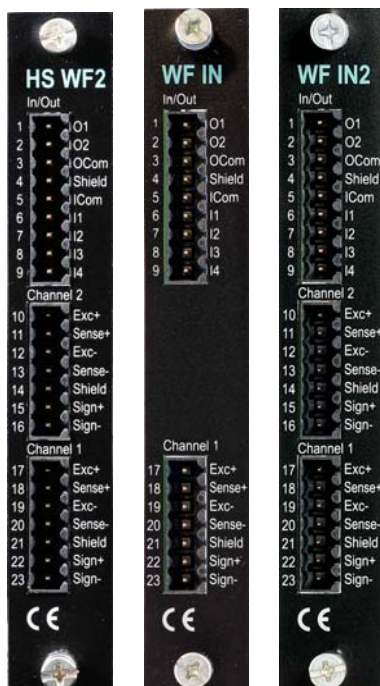 HS WF2
In/Out
1 O1
2 O2
3 OCom
4 Shield
5 ICom
6 I1
7 I2
8 I3
9 I4
Channel 2
10 Exc+
11 Sense+
12 Exc-
13 Sense-
14 Shield
15 Sign+
16 Sign-
Channel 1
17 Exc+
18 Sense+
19 Exc-
20 Sense-
21 Shield
22 Sign+
23 Sign-
CE
WF IN
In/Out
1 O1
2 O2
3 OCom
4 Shield
5 ICom
6 I1
7 I2
8 I3
9 I4
Channel 1
17 Exc+
18 Sense+
19 Exc-
20 Sense-
21 Shield
22 Sign+
23 Sign-
CE
WF IN2
In/Out
1 O1
2 O2
3 OCom
4 Shield
5 ICom
6 I1
7 I2
8 I3
9 I4
Channel 2
10 Exc+
11 Sense+
12 Exc-
13 Sense-
14 Shield
15 Sign+
16 Sign-
Channel 1
17 Exc+
18 Sense+
19 Exc-
20 Sense-
21 Shield
22 Sign+
23 Sign-
CE